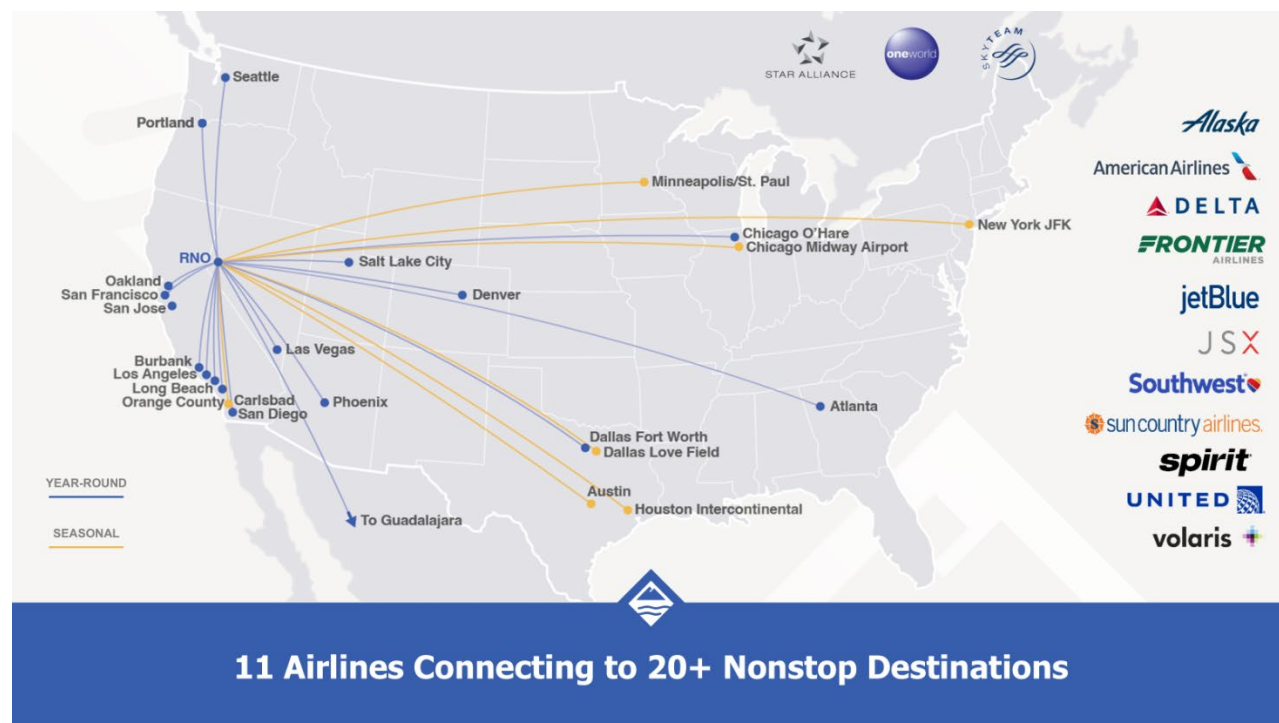 STAR ALLIANCE
oneworld
SKYTEAM
Seattle
Portland
Minneapolis/St. Paul
New York JFK
Chicago O'Hare
Chicago Midway Airport
RNO
Salt Lake City
Oakland
San Francisco
San Jose
Denver
Las Vegas
Burbank
Los Angeles
Long Beach
Orange County
Carlsbad
San Diego
Phoenix
Atlanta
Dallas Fort Worth
Dallas Love Field
Austin
Houston Intercontinental
To Guadalajara
YEAR-ROUND
SEASONAL
Alaska
American Airlines
DELTA
FRONTIER
AIRLINES
jetBlue
JSX
Southwest
sun country airlines.
spirit
UNITED
volaris
11 Airlines Connecting to 20+ Nonstop Destinations